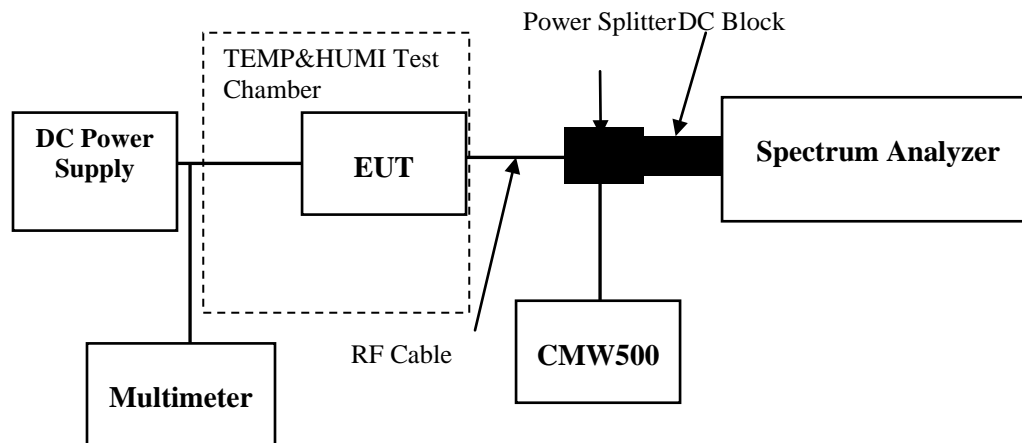 Power Splitter
DC Block
TEMP&HUMI Test
Chamber
DC Power
Supply
EUT
Spectrum Analyzer
RF Cable
CMW500
Multimeter